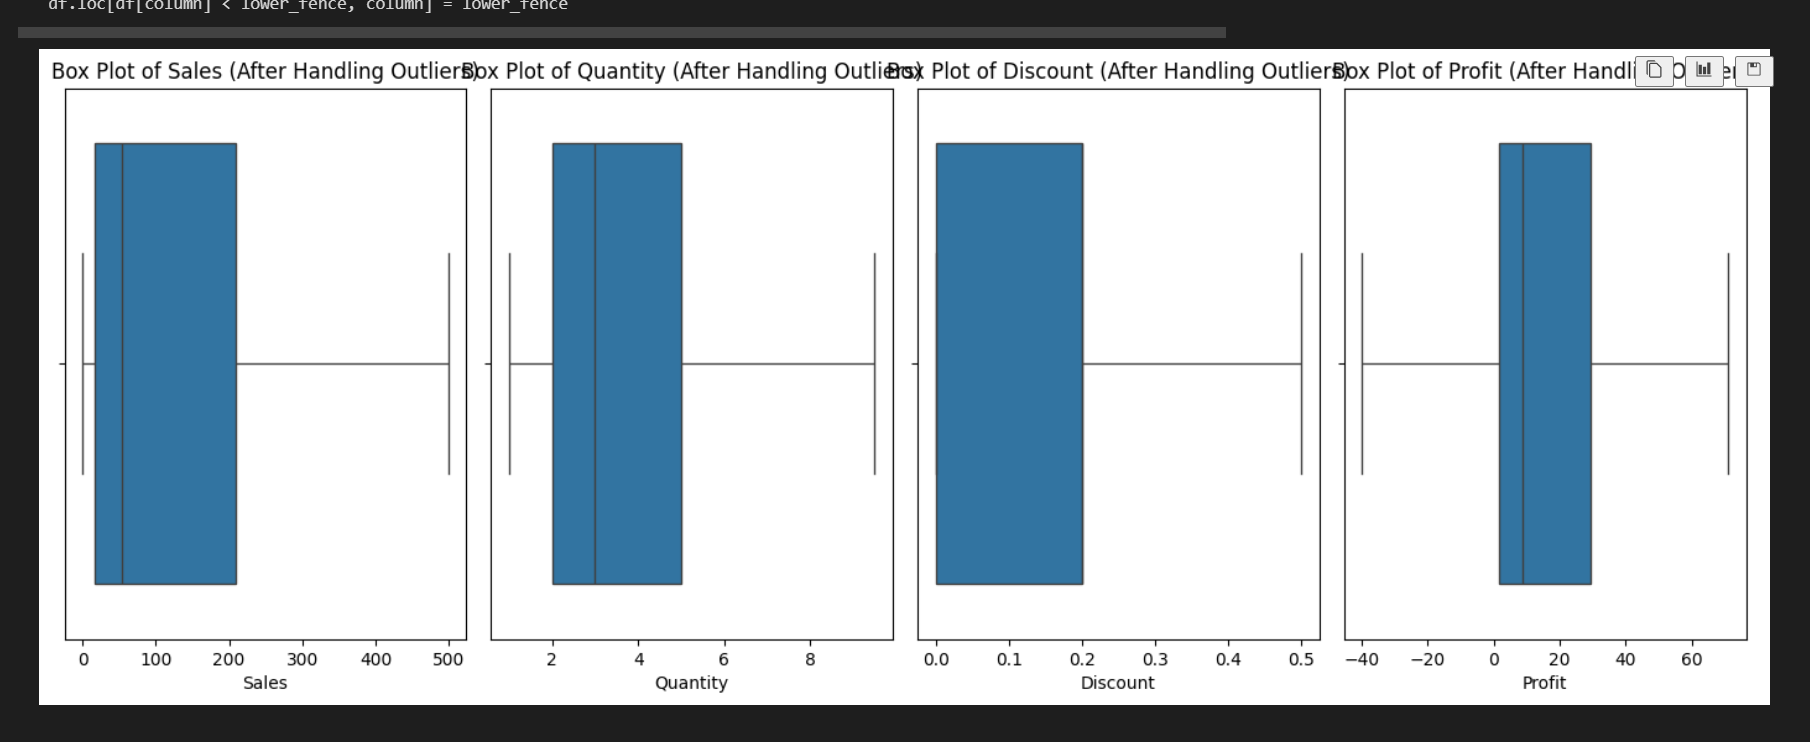 df.loc[df[column] < lower_fence, column] = lower_fence
Box Plot of Sales (After Handling Outliers)
Box Plot of Quantity (After Handling Outliers)
Box Plot of Discount (After Handling Outliers)
Box Plot of Profit (After Handli
0 100 200 300 400 500
2 4 6 8
0.0 0.1 0.2 0.3 0.4 0.5
−40 −20 0 20 40 60
Sales
Quantity
Discount
Profit